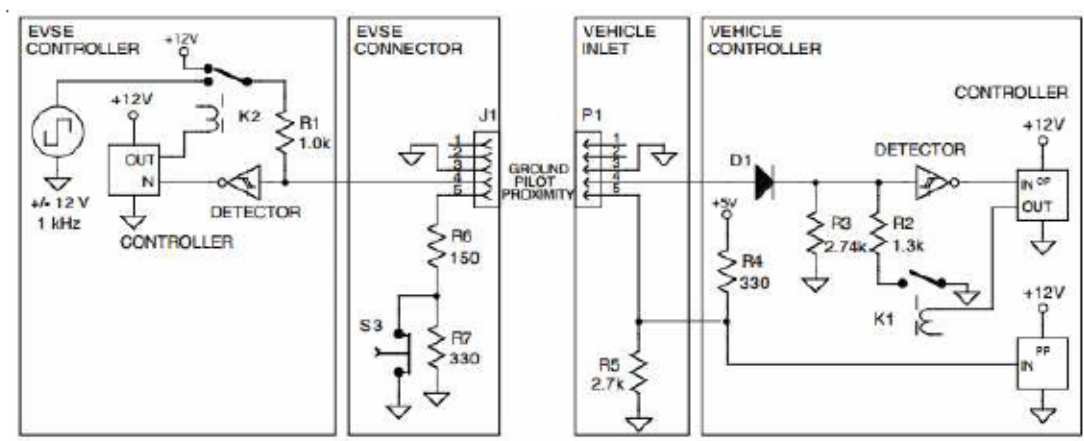 EVSE
CONTROLLER
+12V
+12V
K2
R1
1.0k
OUT
IN
+/- 12 V
1 kHz
DETECTOR
CONTROLLER
EVSE
CONNECTOR
J1
1
2
3
4
5
GROUND
PILOT
PROXIMITY
R6
150
S3
R7
330
VEHICLE
INLET
P1
1
2
3
4
5
R5
2.7k
VEHICLE
CONTROLLER
CONTROLLER
+12V
DETECTOR
D1
IN CP
OUT
+5V
R3
2.74k
R2
1.3k
R4
330
K1
+12V
PP
IN